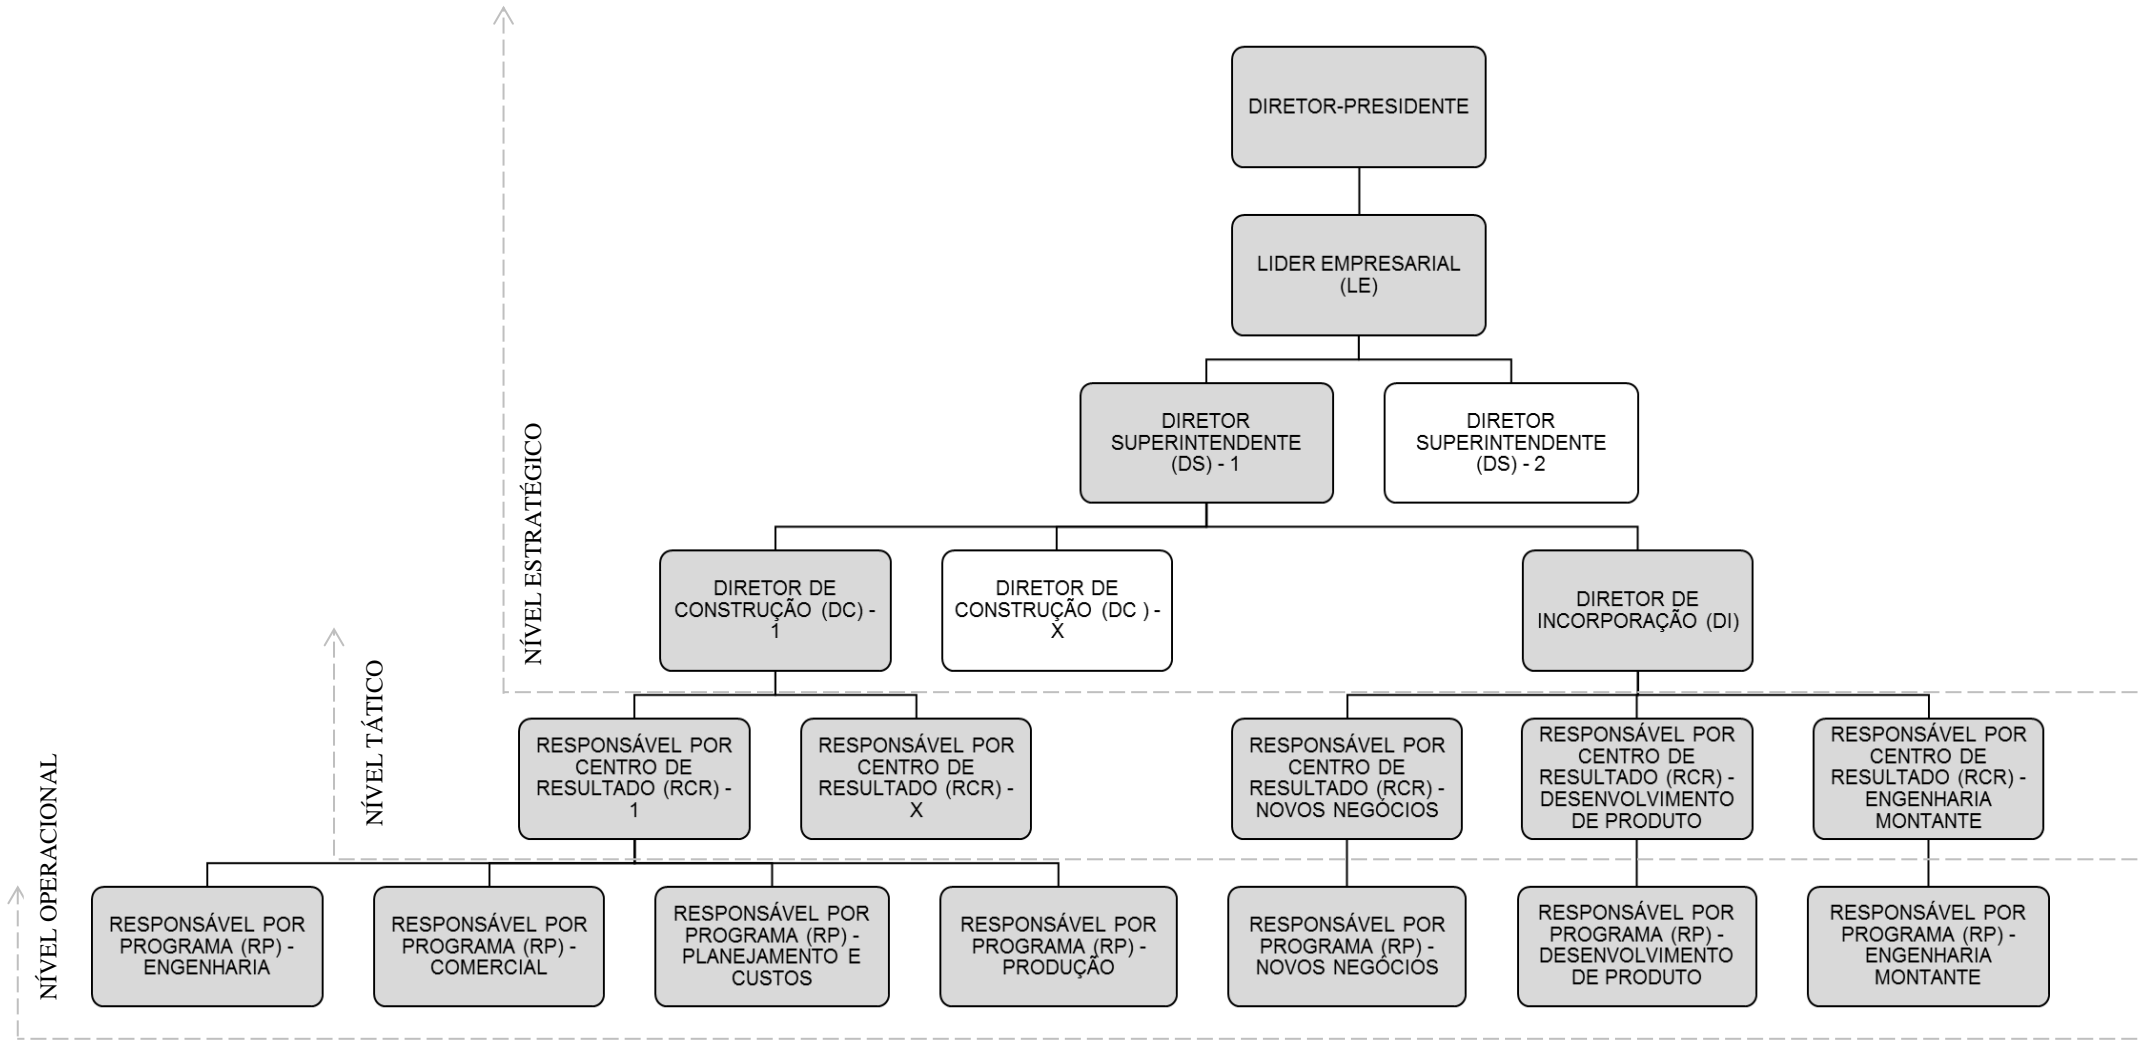 DIRETOR-PRESIDENTE
LIDER EMPRESARIAL
(LE)
DIRETOR
SUPERINTENDENTE
(DS) - 1
DIRETOR
SUPERINTENDENTE
(DS) - 2
NÍVEL ESTRATÉGICO
DIRETOR DE
CONSTRUÇÃO (DC) -
1
DIRETOR DE
CONSTRUÇÃO (DC ) -
X
DIRETOR DE
INCORPORAÇÃO (DI)
NÍVEL TÁTICO
RESPONSÁVEL POR
CENTRO DE
RESULTADO (RCR) -
1
RESPONSÁVEL POR
CENTRO DE
RESULTADO (RCR) -
X
RESPONSÁVEL POR
CENTRO DE
RESULTADO (RCR) -
NOVOS NEGÓCIOS
RESPONSÁVEL POR
CENTRO DE
RESULTADO (RCR) -
DESENVOLVIMENTO
DE PRODUTO
RESPONSÁVEL POR
CENTRO DE
RESULTADO (RCR) -
ENGENHARIA
MONTANTE
NÍVEL OPERACIONAL
RESPONSÁVEL POR
PROGRAMA (RP) -
ENGENHARIA
RESPONSÁVEL POR
PROGRAMA (RP) -
COMERCIAL
RESPONSÁVEL POR
PROGRAMA (RP) -
PLANEJAMENTO E
CUSTOS
RESPONSÁVEL POR
PROGRAMA (RP) -
PRODUÇÃO
RESPONSÁVEL POR
PROGRAMA (RP) -
NOVOS NEGÓCIOS
RESPONSÁVEL POR
PROGRAMA (RP) -
DESENVOLVIMENTO
DE PRODUTO
RESPONSÁVEL POR
PROGRAMA (RP) -
ENGENHARIA
MONTANTE